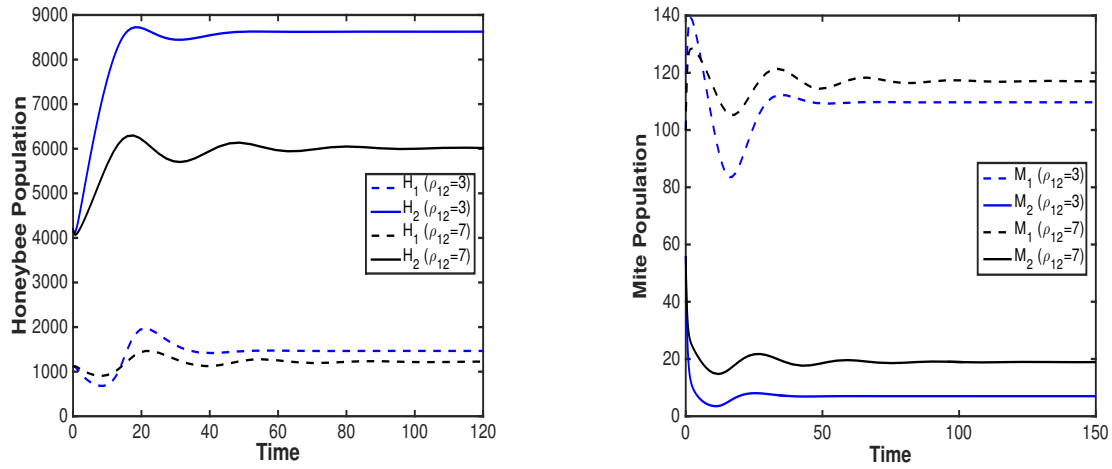 Honeybee Population
9000
8000
7000
6000
5000
4000
3000
2000
1000
0
H₁ (ρ₁₂=3)
H₂ (ρ₁₂=3)
H₁ (ρ₁₂=7)
H₂ (ρ₁₂=7)
0 20 40 60 80 100 120
Time
Mite Population
140
120
100
80
60
40
20
0
M₁ (ρ₁₂=3)
M₂ (ρ₁₂=3)
M₁ (ρ₁₂=7)
M₂ (ρ₁₂=7)
0 50 100 150
Time